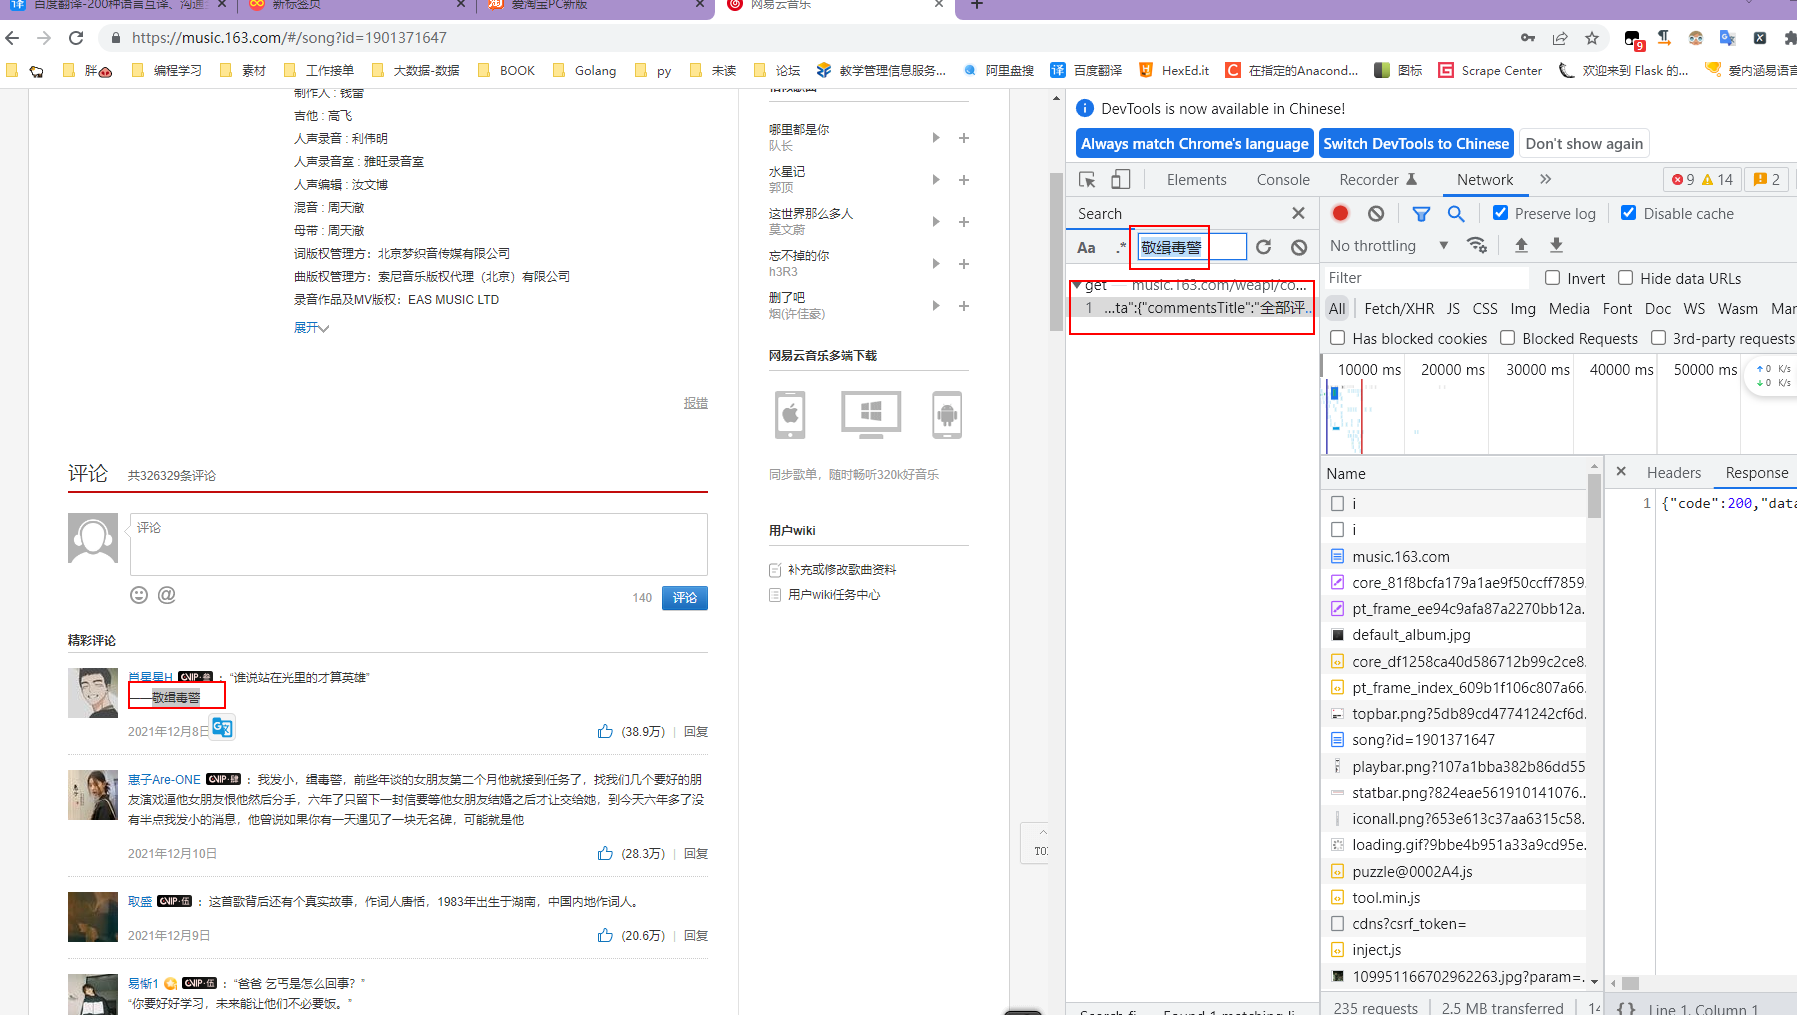 百度翻译-200种语言互译、沟通
新标签页
爱淘宝PC新版
网易云音乐
https://music.163.com/#/song?id=1901371647
9
胖
编程学习
素材
工作接单
大数据-数据
BOOK
Golang
py
未读
论坛
教学管理信息服务...
阿里盘搜
百度翻译
HexEd.it
在指定的Anacond...
图标
Scrape Center
欢迎来到 Flask 的...
爱内涵易语言
制作人 : 钱雷
吉他 : 高飞
人声录音 : 利伟明
人声录音室 : 雅旺录音室
人声编辑 : 汝文博
混音 : 周天澈
母带 : 周天澈
词版权管理方：北京梦织音传媒有限公司
曲版权管理方：索尼音乐版权代理（北京）有限公司
录音作品及MV版权：EAS MUSIC LTD
展开
报错
评论 共326329条评论
评论
140 评论
精彩评论
肖星星H CVIP·叁 ："谁说站在光里的才算英雄"
——敬缉毒警
2021年12月8日 (38.9万) | 回复
惠子Are-ONE CVIP·肆 ：我发小，缉毒警，前些年谈的女朋友第二个月他就接到任务了，找我们几个要好的朋
友演戏逼他女朋友恨他然后分手，六年了只留下一封信要等他女朋友结婚之后才让交给她，到今天六年多了没
有半点我发小的消息，他曾说如果你有一天遇见了一块无名碑，可能就是他
2021年12月10日 (28.3万) | 回复
取盛 CVIP·伍 ：这首歌背后还有个真实故事，作词人唐恬，1983年出生于湖南，中国内地作词人。
2021年12月9日 (20.6万) | 回复
易惭1 CVIP·伍 ："爸爸 乞丐是怎么回事？"
"你要好好学习，未来能让他们不必要饭。"
哪里都是你
队长
水星记
郭顶
这世界那么多人
莫文蔚
忘不掉的你
h3R3
删了吧
烟(许佳豪)
网易云音乐多端下载
同步歌单，随时畅听320k好音乐
用户wiki
补充或修改歌曲资料
用户wiki任务中心
DevTools is now available in Chinese!
Always match Chrome's language
Switch DevTools to Chinese
Don't show again
Elements
Console
Recorder
Network
9
14
2
Search
Aa .* 敬缉毒警
get — music.163.com/weapi/co...
1 ...ta":{"commentsTitle":"全部评...
Preserve log
Disable cache
No throttling
Filter
Invert
Hide data URLs
All Fetch/XHR JS CSS Img Media Font Doc WS Wasm Man
Has blocked cookies
Blocked Requests
3rd-party requests
10000 ms 20000 ms 30000 ms 40000 ms 50000 ms
↑ 0 K/s
↓ 0 K/s
Name
Headers
Response
i
i
music.163.com
core_81f8bcfa179a1ae9f50ccff7859.
pt_frame_ee94c9afa87a2270bb12a.
default_album.jpg
core_df1258ca40d586712b99c2ce8.
pt_frame_index_609b1f106c807a66.
topbar.png?5db89cd47741242cf6d.
song?id=1901371647
playbar.png?107a1bba382b86dd55
statbar.png?824eae561910141076..
iconall.png?653e613c37aa6315c58.
loading.gif?9bbe4b951a33a9cd95e.
puzzle@0002A4.js
tool.min.js
cdns?csrf_token=
inject.js
109951166702962263.jpg?param=.
1 {"code":200,"data
235 requests
2.5 MB transferred
{ } Line 1, Column 1